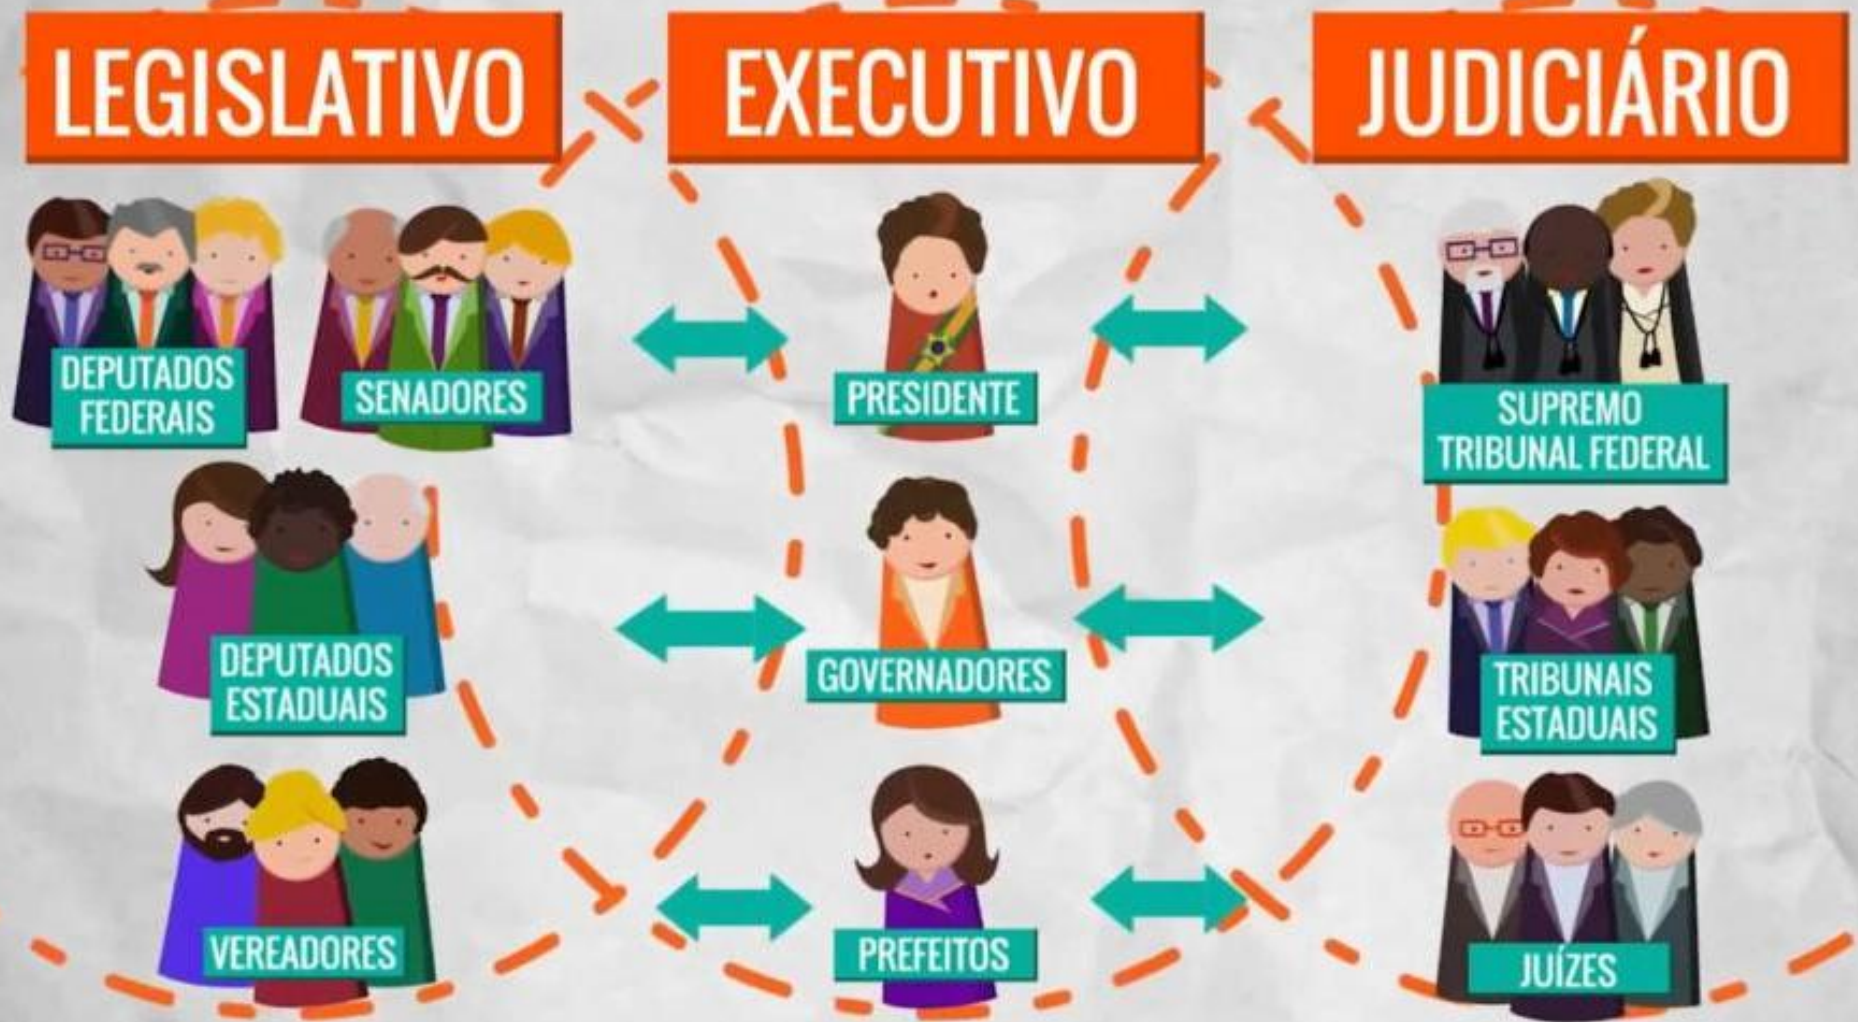 LEGISLATIVO
EXECUTIVO
JUDICIÁRIO
DEPUTADOS
FEDERAIS
SENADORES
PRESIDENTE
SUPREMO
TRIBUNAL FEDERAL
DEPUTADOS
ESTADUAIS
GOVERNADORES
TRIBUNAIS
ESTADUAIS
VEREADORES
PREFEITOS
JUÍZES